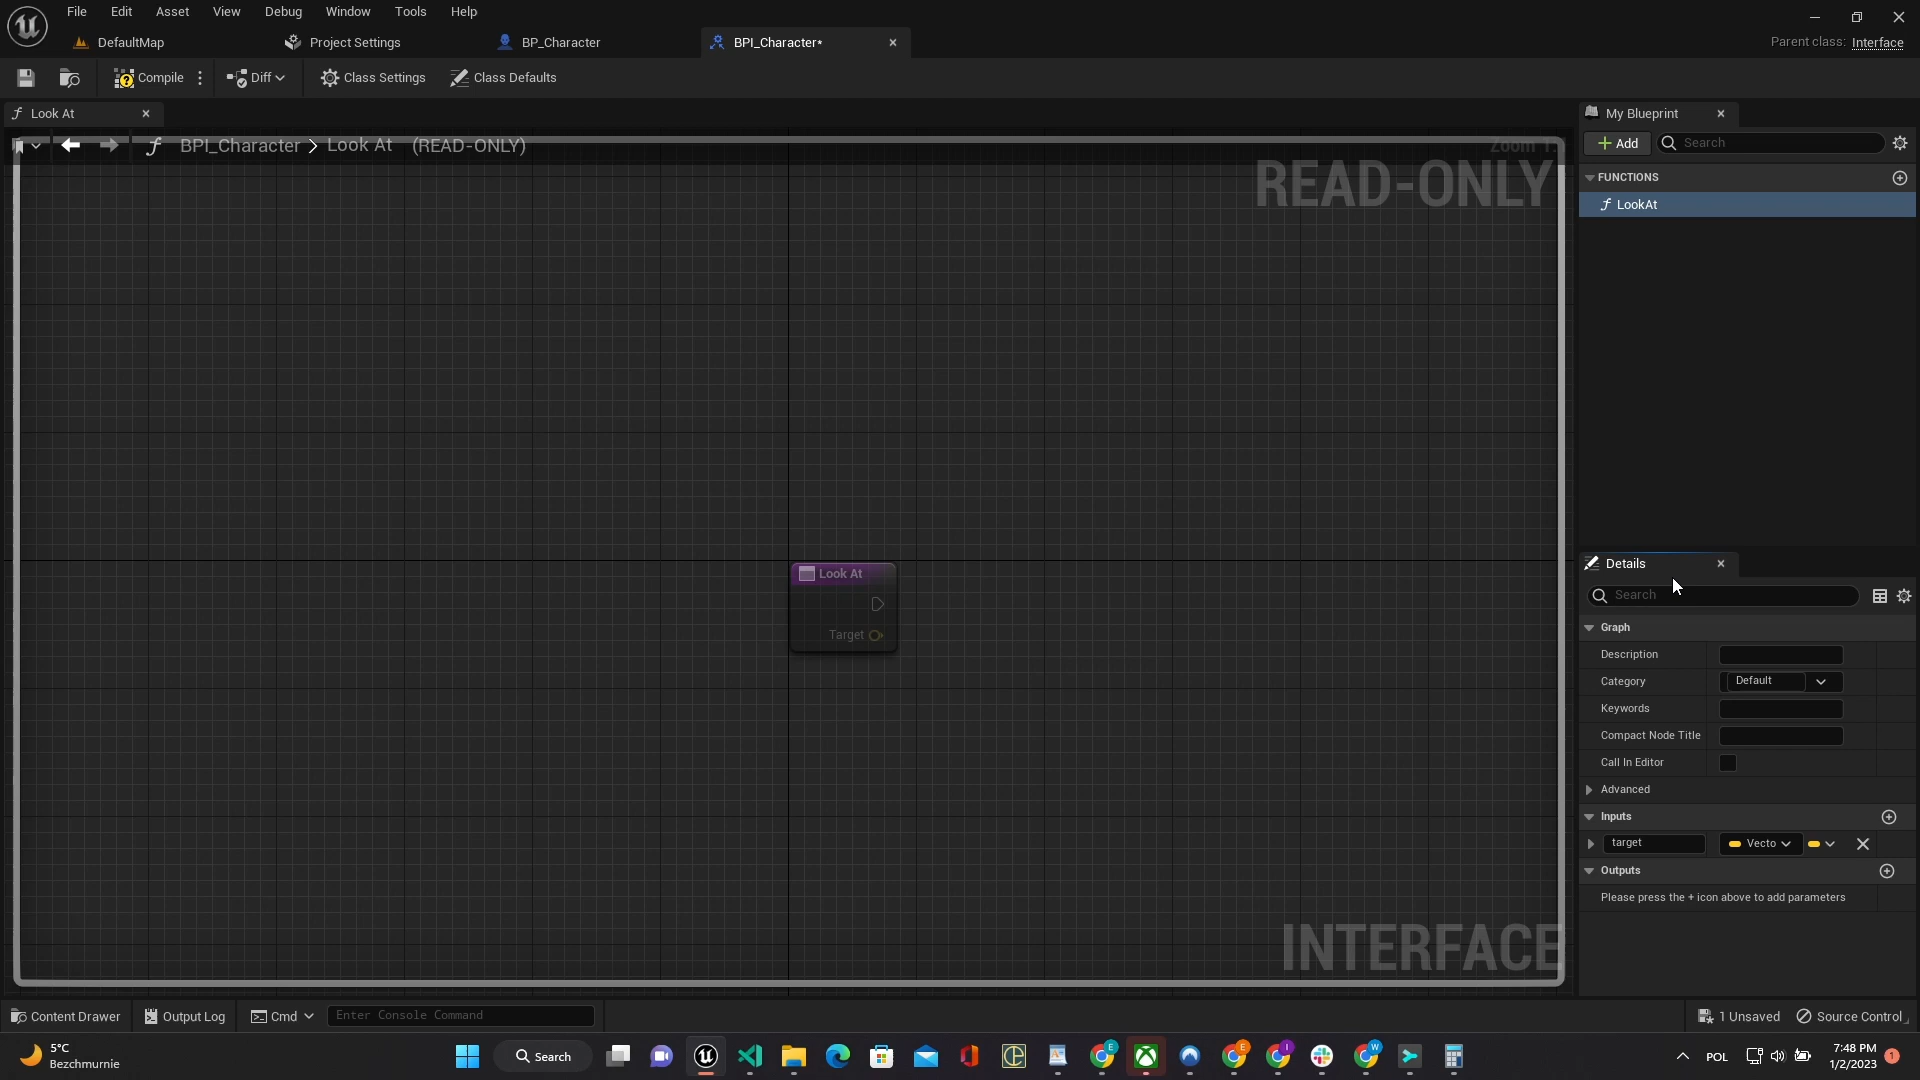 File Edit Asset View Debug Window Tools Help
DefaultMap Project Settings BP_Character BPI_Character* Parent class: Interface
Compile Diff Class Settings Class Defaults
Look At My Blueprint
BPI_Character > Look At (READ-ONLY) Zoom 1: Add Search
READ-ONLY
FUNCTIONS
LookAt
Details
Search
Look At
Target
Graph
Description
Category Default
Keywords
Compact Node Title
Call In Editor
Advanced
Inputs
target Vecto
Outputs
Please press the + icon above to add parameters
INTERFACE
Content Drawer Output Log Cmd Enter Console Command 1 Unsaved Source Control
5°C
Bezchmurnie
Search
POL
7:48 PM
1/2/2023
1